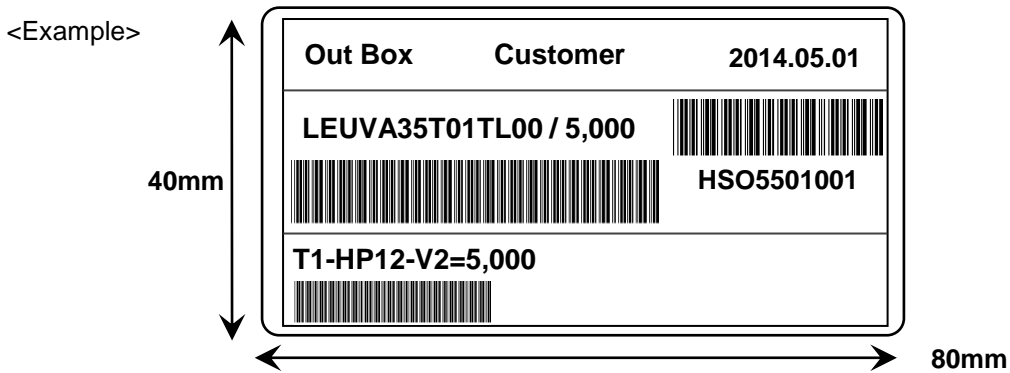 <Example>
Out Box Customer 2014.05.01
LEUVA35T01TL00 / 5,000
HSO5501001
40mm
T1-HP12-V2=5,000
80mm